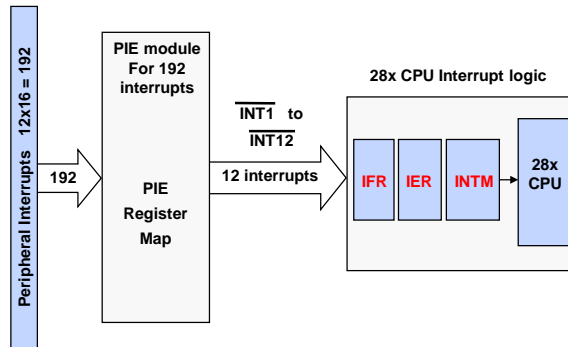 Peripheral Interrupts 12x16 = 192
192
PIE module
For 192
interrupts
PIE
Register
Map
INT1 to
INT12
12 interrupts
28x CPU Interrupt logic
IFR
IER
INTM
28x
CPU